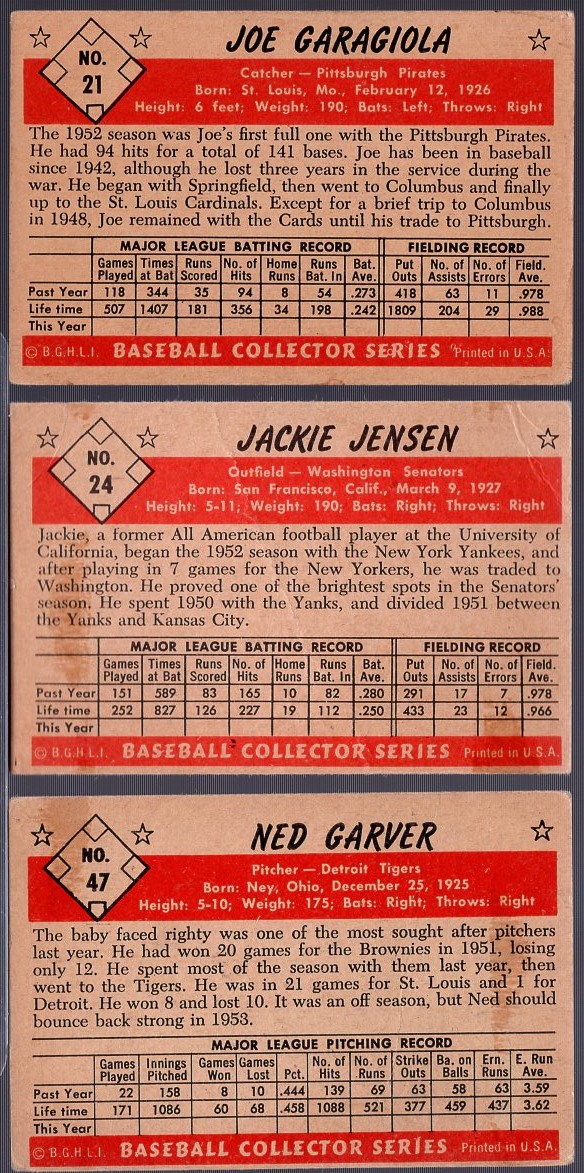 NO.
21
JOE GARAGIOLA
Catcher — Pittsburgh Pirates
Born: St. Louis, Mo., February 12, 1926
Height: 6 feet; Weight: 190; Bats: Left; Throws: Right
The 1952 season was Joe's first full one with the Pittsburgh Pirates.
He had 94 hits for a total of 141 bases. Joe has been in baseball
since 1942, although he lost three years in the service during the
war. He began with Springfield, then went to Columbus and finally
up to the St. Louis Cardinals. Except for a brief trip to Columbus
in 1948, Joe remained with the Cards until his trade to Pittsburgh.
MAJOR LEAGUE BATTING RECORD FIELDING RECORD
Games Times Runs No. of Home Runs Bat. Put No. of No. of Field.
Played at Bat Scored Hits Runs Bat. In Ave. Outs Assists Errors Ave.
Past Year 118 344 35 94 8 54 .273 418 63 11 .978
Life time 507 1407 181 356 34 198 .242 1809 204 29 .988
This Year
© B.G.H.L.I. BASEBALL COLLECTOR SERIES Printed in U.S.A.
NO.
24
JACKIE JENSEN
Outfield — Washington Senators
Born: San Francisco, Calif., March 9, 1927
Height: 5-11; Weight: 190; Bats: Right; Throws: Right
Jackie, a former All American football player at the University of
California, began the 1952 season with the New York Yankees, and
after playing in 7 games for the New Yorkers, he was traded to
Washington. He proved one of the brightest spots in the Senators'
season. He spent 1950 with the Yanks, and divided 1951 between
the Yanks and Kansas City.
MAJOR LEAGUE BATTING RECORD FIELDING RECORD
Games Times Runs No. of Home Runs Bat. Put No. of No. of Field.
Played at Bat Scored Hits Runs Bat. In Ave. Outs Assists Errors Ave.
Past Year 151 589 83 165 10 82 .280 291 17 7 .978
Life time 252 827 126 227 19 112 .250 433 23 12 .966
This Year
© B.G.H.L.I. BASEBALL COLLECTOR SERIES Printed in U.S.A.
NO.
47
NED GARVER
Pitcher — Detroit Tigers
Born: Ney, Ohio, December 25, 1925
Height: 5-10; Weight: 175; Bats: Right; Throws: Right
The baby faced righty was one of the most sought after pitchers
last year. He had won 20 games for the Brownies in 1951, losing
only 12. He spent most of the season with them last year, then
went to the Tigers. He was in 21 games for St. Louis and 1 for
Detroit. He won 8 and lost 10. It was an off season, but Ned should
bounce back strong in 1953.
MAJOR LEAGUE PITCHING RECORD
Games Innings Games Games No. of No. of Strike Ba. on Ern. E. Run
Played Pitched Won Lost Pct. Hits Runs Outs Balls Runs Ave.
Past Year 22 158 8 10 .444 139 69 63 58 63 3.59
Life time 171 1086 60 68 .458 1088 521 377 459 437 3.62
This Year
© B.G.H.L.I. BASEBALL COLLECTOR SERIES Printed in U.S.A.